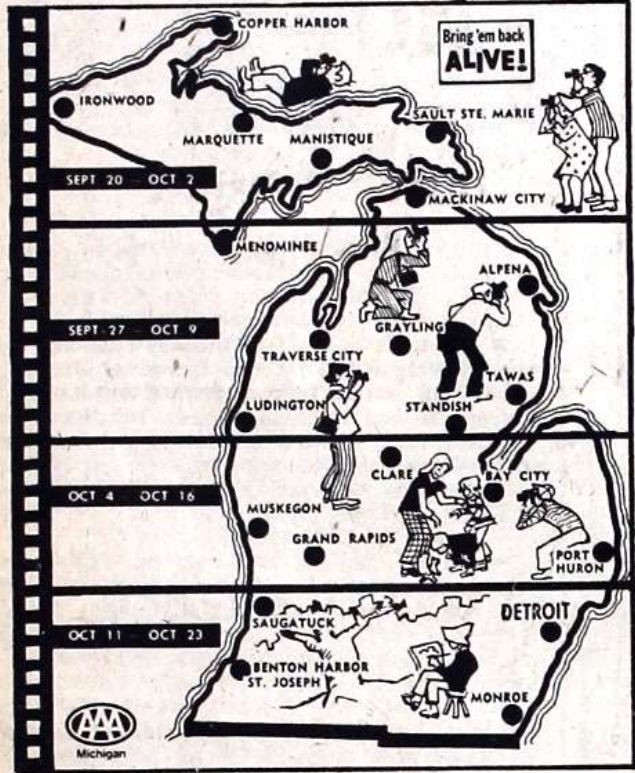 COPPER HARBOR
Bring 'em back
ALIVE!
IRONWOOD
SAULT STE. MARIE
MARQUETTE
MANISTIQUE
SEPT 20 - OCT 2
MACKINAW CITY
MENOMINEE
ALPENA
SEPT 27 - OCT 9
GRAYLING
TRAVERSE CITY
TAWAS
LUDINGTON
STANDISH
CLARE
BAY CITY
OCT 4 - OCT 16
MUSKEGON
GRAND RAPIDS
PORT
HURON
SAUGATUCK
DETROIT
OCT 11 - OCT 23
BENTON HARBOR
ST. JOSEPH
MONROE
AAA
Michigan